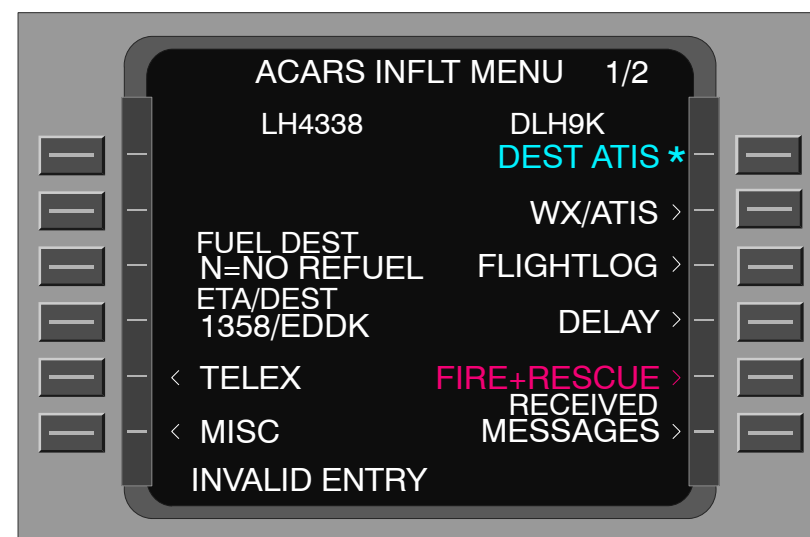 ACARS INFLT MENU 1/2
LH4338 DLH9K
DEST ATIS *
WX/ATIS >
FUEL DEST
N=NO REFUEL FLIGHTLOG >
ETA/DEST
1358/EDDK DELAY >
< TELEX FIRE+RESCUE >
RECEIVED
< MISC MESSAGES >
INVALID ENTRY